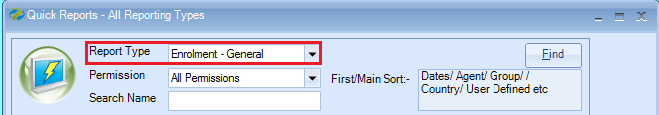 Quick Reports - All Reporting Types
Report Type Enrolment - General Find
Permission All Permissions First/Main Sort:- Dates/ Agent/ Group/ /
Country/ User Defined etc
Search Name